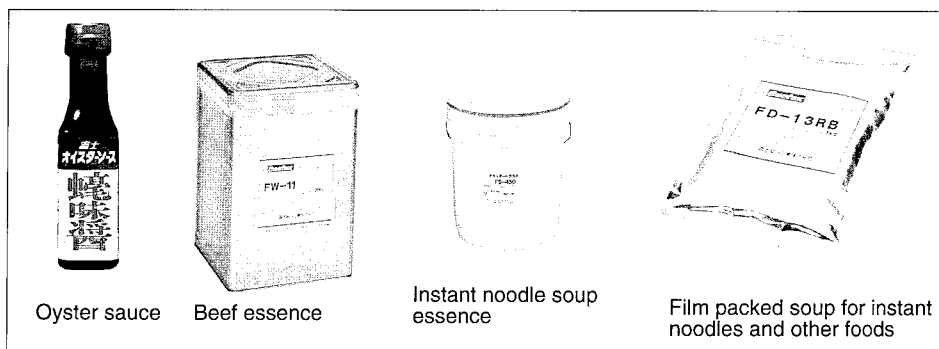 富士
オイスターソース
蠔味醤
FW-11
FS-450
FD-13RB
Oyster sauce
Beef essence
Instant noodle soup
essence
Film packed soup for instant
noodles and other foods